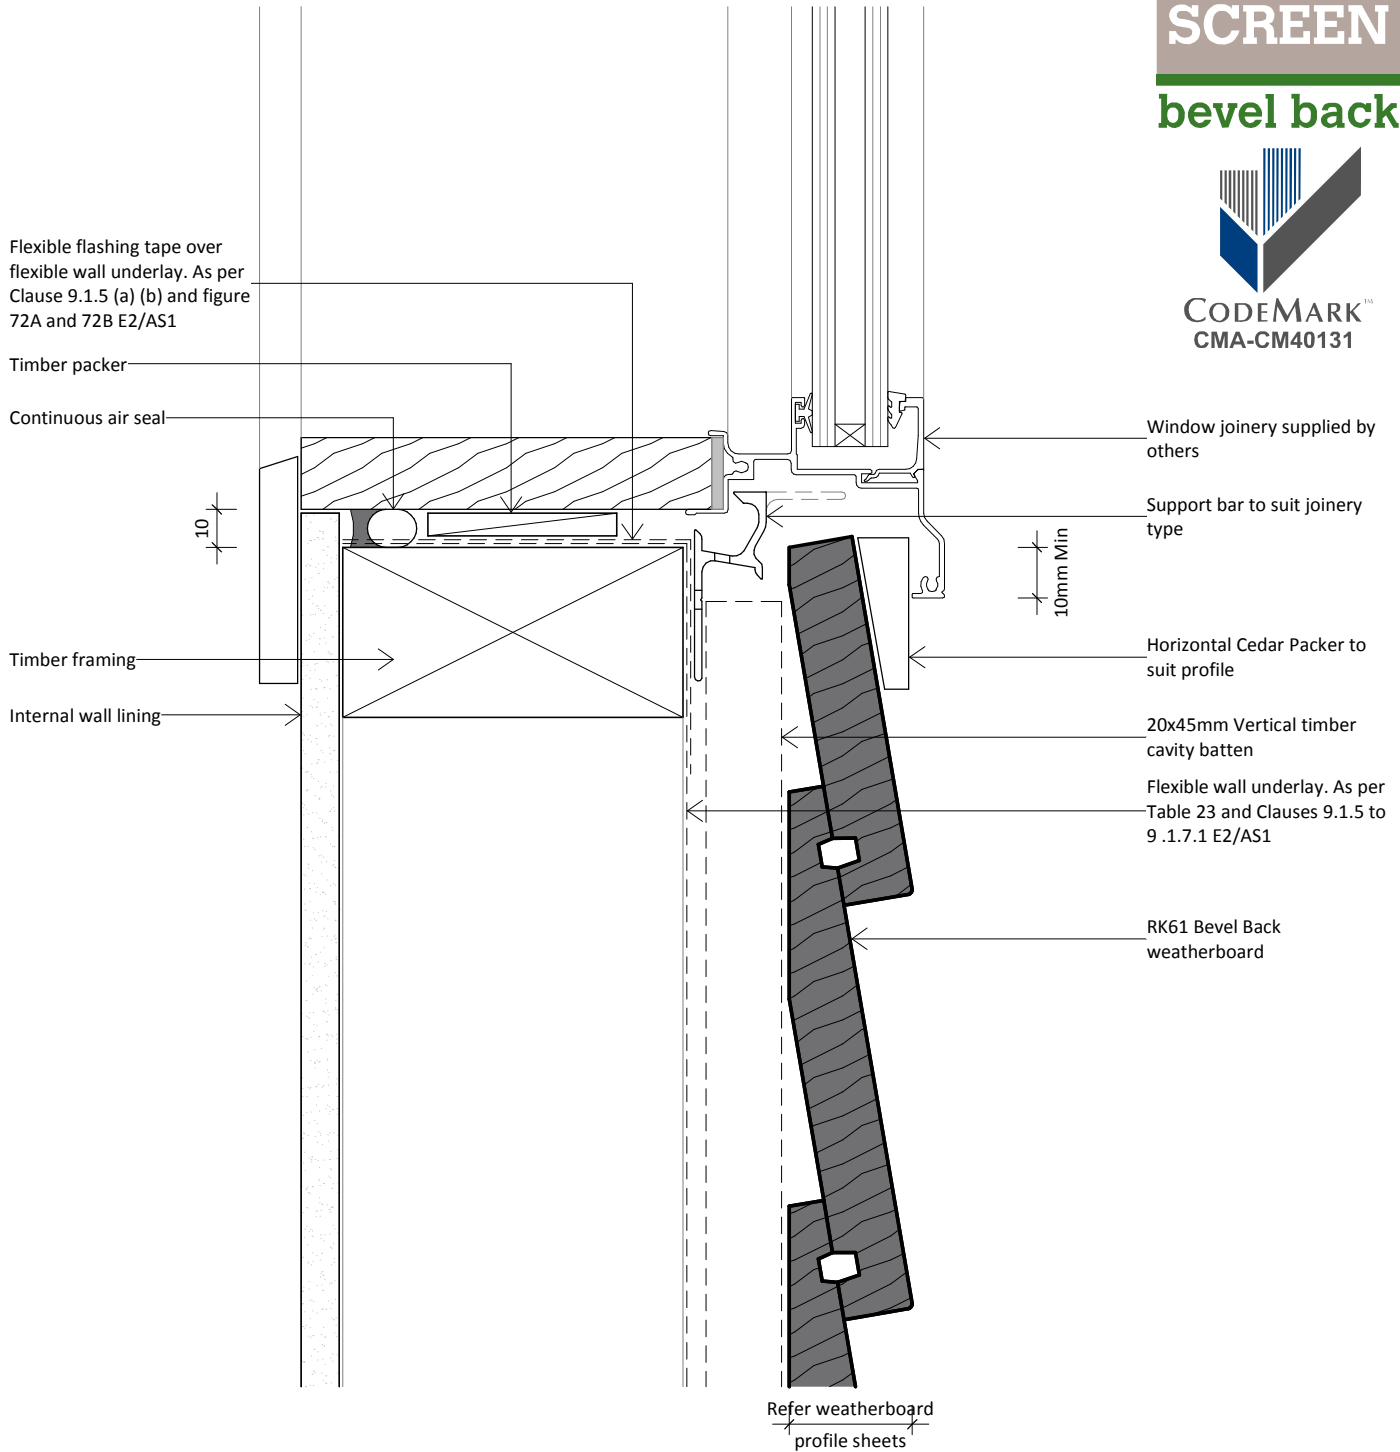 SCREEN
bevel back
CODEMARK™
CMA-CM40131
Flexible flashing tape over
flexible wall underlay. As per
Clause 9.1.5 (a) (b) and figure
72A and 72B E2/AS1
Timber packer
Continuous air seal
10
Timber framing
Internal wall lining
Window joinery supplied by
others
Support bar to suit joinery
type
10mm Min
Horizontal Cedar Packer to
suit profile
20x45mm Vertical timber
cavity batten
Flexible wall underlay. As per
Table 23 and Clauses 9.1.5 to
9 .1.7.1 E2/AS1
RK61 Bevel Back
weatherboard
Refer weatherboard
profile sheets